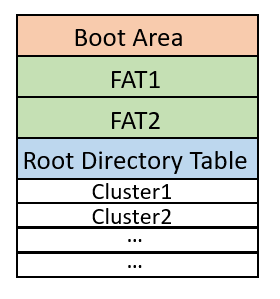 Boot Area
FAT1
FAT2
Root Directory Table
Cluster1
Cluster2
...
...